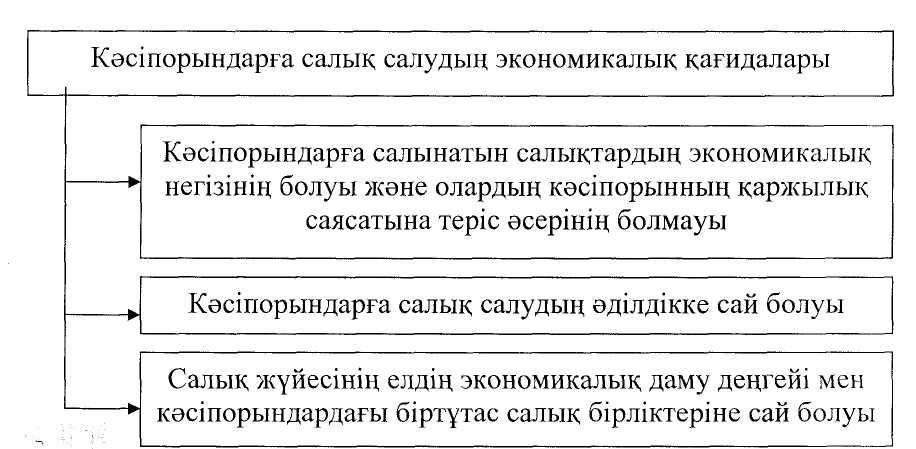 Кәсіпорындарға салық салудың экономикалық қағидалары
Кәсіпорындарға салынатын салықтардың экономикалық
негізінің болуы және олардың кәсіпорынның қаржылық
саясатына теріс әсерінің болмауы
Кәсіпорындарға салық салудың әділдікке сай болуы
Салық жүйесінің елдің экономикалық даму деңгейі мен
кәсіпорындардағы біртұтас салық бірліктеріне сай болуы